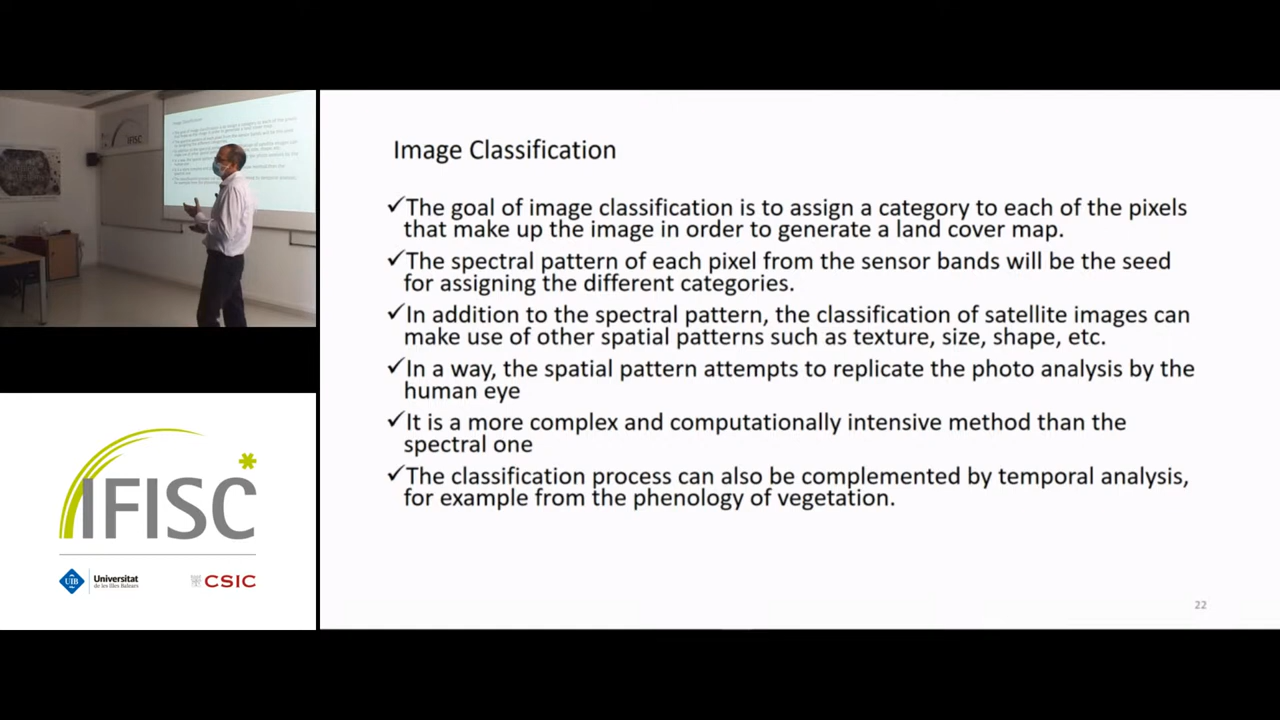 IFISC
Image Classification
✓The goal of image classification is to assign a category to each of the pixels
that make up the image in order to generate a land cover map.
✓The spectral pattern of each pixel from the sensor bands will be the seed
for assigning the different categories.
✓In addition to the spectral pattern, the classification of satellite images can
make use of other spatial patterns such as texture, size, shape, etc.
✓In a way, the spatial pattern attempts to replicate the photo analysis by the
human eye
✓It is a more complex and computationally intensive method than the
spectral one
✓The classification process can also be complemented by temporal analysis,
for example from the phenology of vegetation.
22
IFISC
UIB
Universitat
de les Illes Balears
CSIC